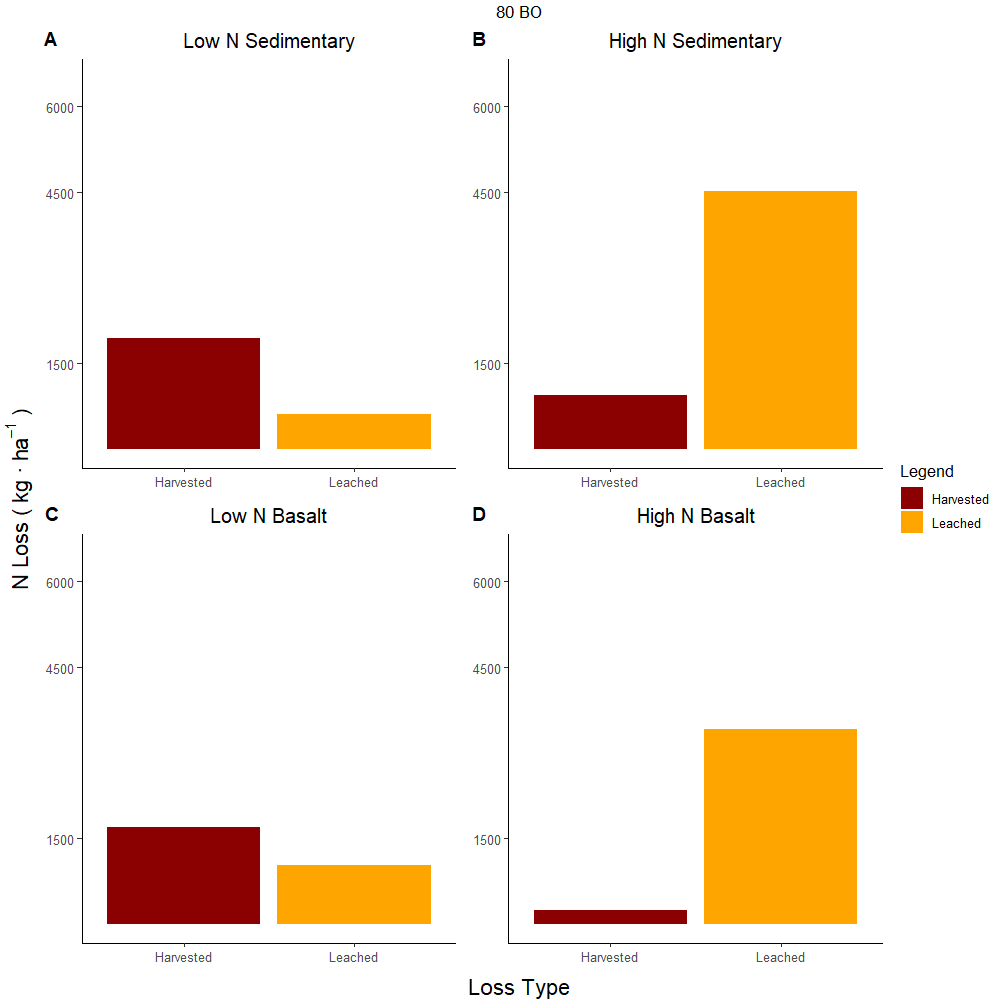 80 BO
A Low N Sedimentary
6000
4500
1500
Harvested Leached
B High N Sedimentary
6000
4500
1500
Harvested Leached
N Loss ( kg · ha⁻¹ )
Legend
Harvested
Leached
C Low N Basalt
6000
4500
1500
Harvested Leached
D High N Basalt
6000
4500
1500
Harvested Leached
Loss Type